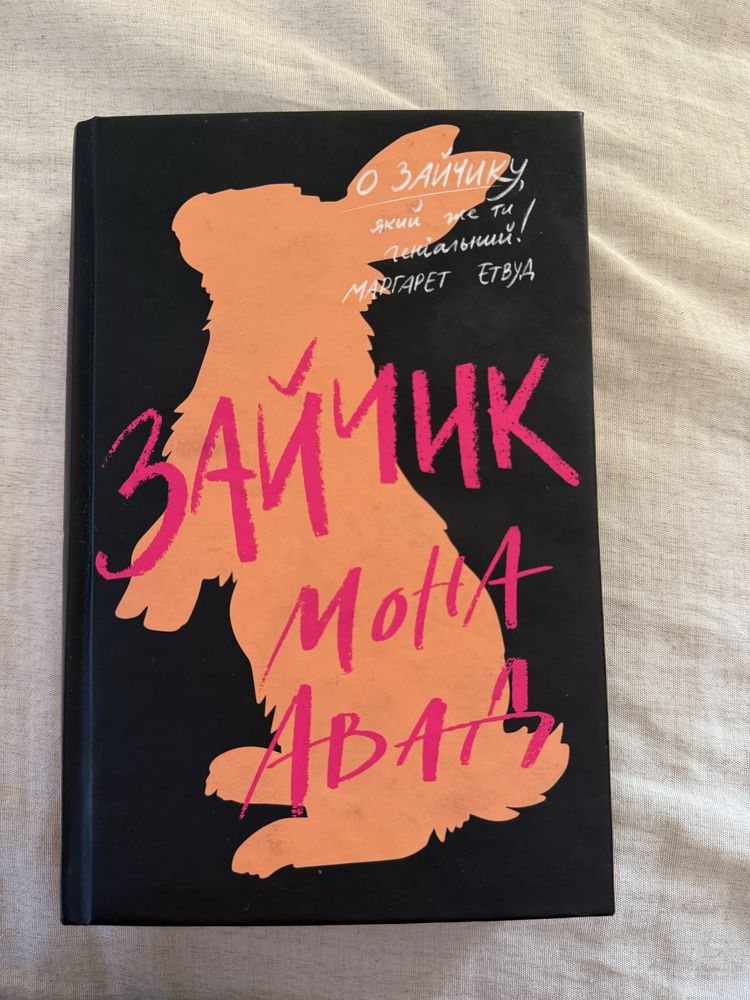 О ЗАЙЧИКУ,
який же ти
геніальний!
МАРГАРЕТ ЕТВУД
ЗАЙЧИК
МОНА
АВАД